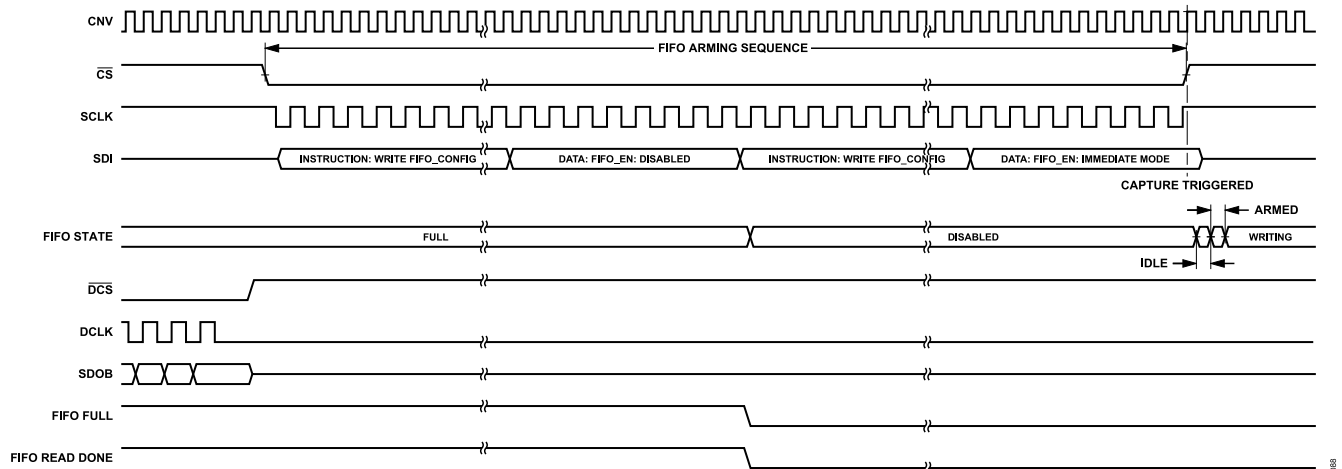 CNV
FIFO ARMING SEQUENCE
CS
SCLK
SDI
INSTRUCTION: WRITE FIFO_CONFIG
DATA: FIFO_EN: DISABLED
INSTRUCTION: WRITE FIFO_CONFIG
DATA: FIFO_EN: IMMEDIATE MODE
CAPTURE TRIGGERED
ARMED
FIFO STATE
FULL
DISABLED
WRITING
IDLE
DCS
DCLK
SDOB
FIFO FULL
FIFO READ DONE